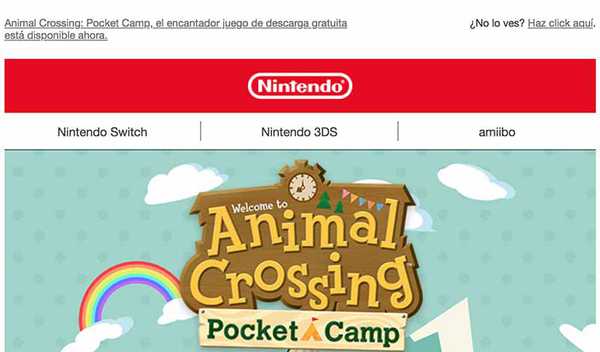 Animal Crossing: Pocket Camp, el encantador juego de descarga gratuita
está disponible ahora.
¿No lo ves? Haz click aquí.
Nintendo
Nintendo Switch
Nintendo 3DS
amiibo
Welcome to
Animal
Crossing
Pocket Camp